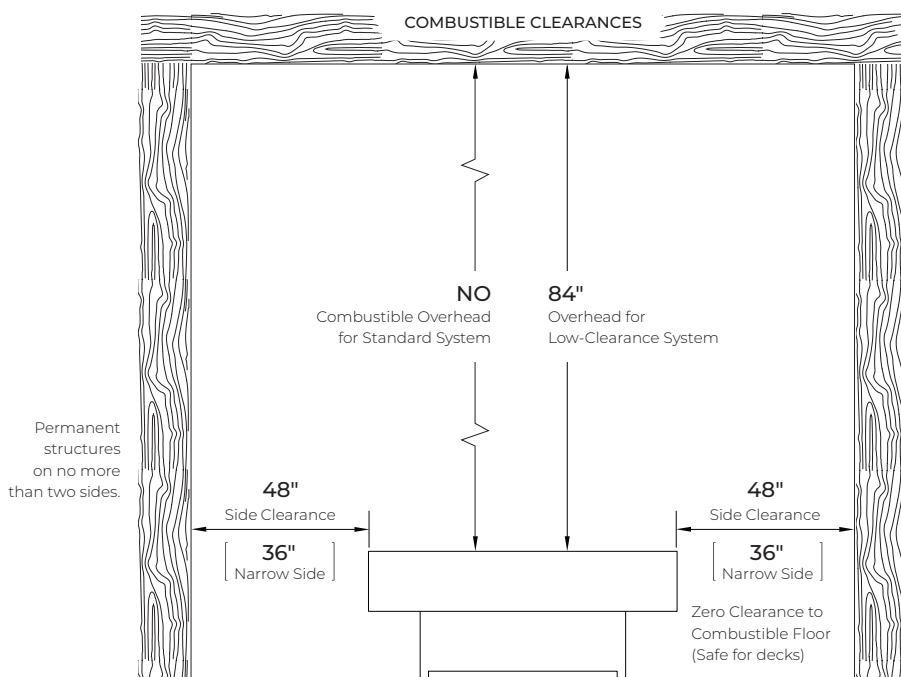 COMBUSTIBLE CLEARANCES
NO
Combustible Overhead
for Standard System
84"
Overhead for
Low-Clearance System
Permanent
structures
on no more
than two sides.
48"
Side Clearance
36"
Narrow Side
48"
Side Clearance
36"
Narrow Side
Zero Clearance to
Combustible Floor
(Safe for decks)